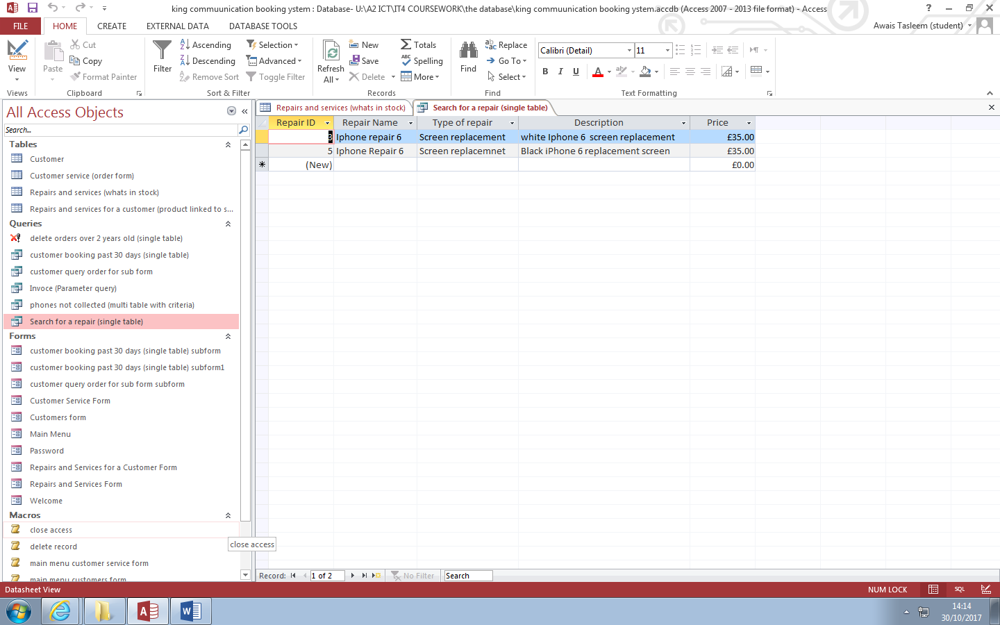 king commuunication booking ystem : Database- U:\A2 ICT\IT4 COURSEWORK\the database\king commuunication booking ystem.accdb (Access 2007 - 2013 file format) - Access
FILE HOME CREATE EXTERNAL DATA DATABASE TOOLS Awais Tasleem (student)
View
Views
Paste
Cut
Copy
Format Painter
Clipboard
Filter
Ascending
Descending
Remove Sort
Selection
Advanced
Toggle Filter
Sort & Filter
Refresh
All
New
Save
Delete
Totals
Spelling
More
Records
Find
Replace
Go To
Select
Find
Calibri (Detail) 11
B I U A
Text Formatting
All Access Objects
Search...
Tables
Customer
Customer service (order form)
Repairs and services (whats in stock)
Repairs and services for a customer (product linked to s...
Queries
delete orders over 2 years old (single table)
customer booking past 30 days (single table)
customer query order for sub form
Invoce (Parameter query)
phones not collected (multi table with criteria)
Search for a repair (single table)
Forms
customer booking past 30 days (single table) subform
customer booking past 30 days (single table) subform1
customer query order for sub form subform
Customer Service Form
Customers form
Main Menu
Password
Repairs and Services for a Customer Form
Repairs and Services Form
Welcome
Macros
close access
close access
delete record
main menu customer service form
main menu customers form
Repairs and services (whats in stock) Search for a repair (single table)
Repair ID Repair Name Type of repair Description Price
3 Iphone repair 6 Screen replacement white Iphone 6  screen replacement £35.00
5 Iphone Repair 6 Screen replacemnet Black iPhone 6 replacement screen £35.00
(New) £0.00
Record: 1 of 2 No Filter Search
Datasheet View NUM LOCK SQL
14:14
30/10/2017